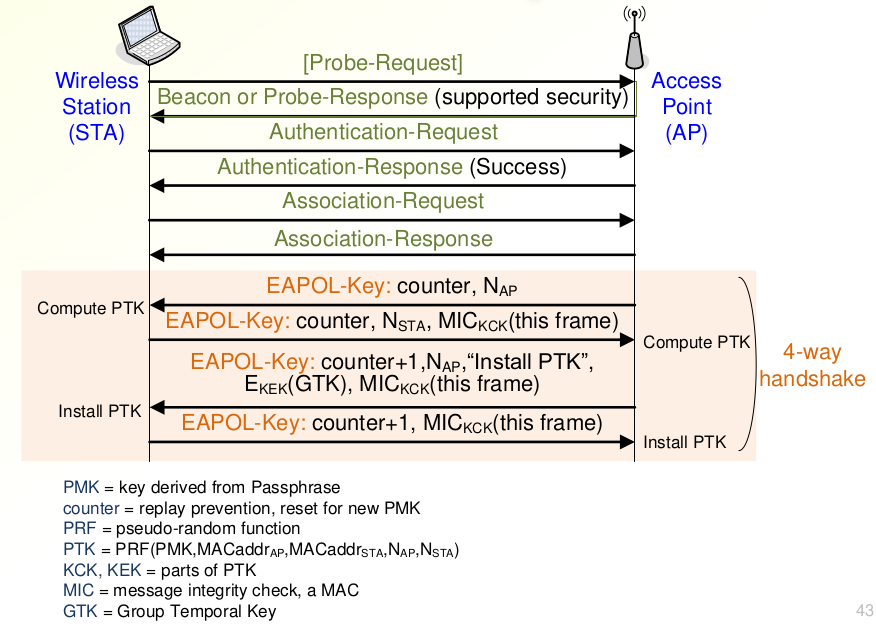 [Probe-Request]
Wireless
Station
(STA)
Access
Point
(AP)
Beacon or Probe-Response (supported security)
Authentication-Request
Authentication-Response (Success)
Association-Request
Association-Response
EAPOL-Key: counter, NAP
Compute PTK
EAPOL-Key: counter, NSTA, MICKCK(this frame)
Compute PTK
EAPOL-Key: counter+1,NAP,“Install PTK”,
EKEK(GTK), MICKCK(this frame)
4-way
handshake
Install PTK
EAPOL-Key: counter+1, MICKCK(this frame)
Install PTK
PMK = key derived from Passphrase
counter = replay prevention, reset for new PMK
PRF = pseudo-random function
PTK = PRF(PMK,MACaddrAP,MACaddrSTA,NAP,NSTA)
KCK, KEK = parts of PTK
MIC = message integrity check, a MAC
GTK = Group Temporal Key
43